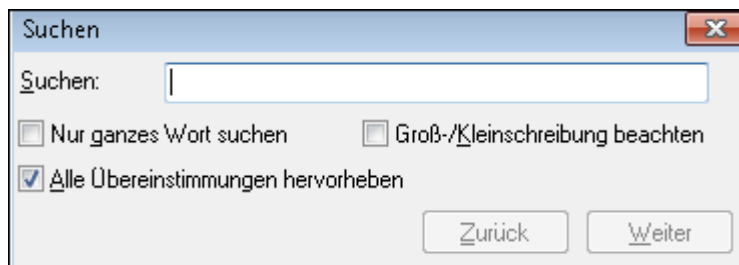 Suchen
Suchen:
Nur ganzes Wort suchen Groß-/Kleinschreibung beachten
Alle Übereinstimmungen hervorheben
Zurück Weiter